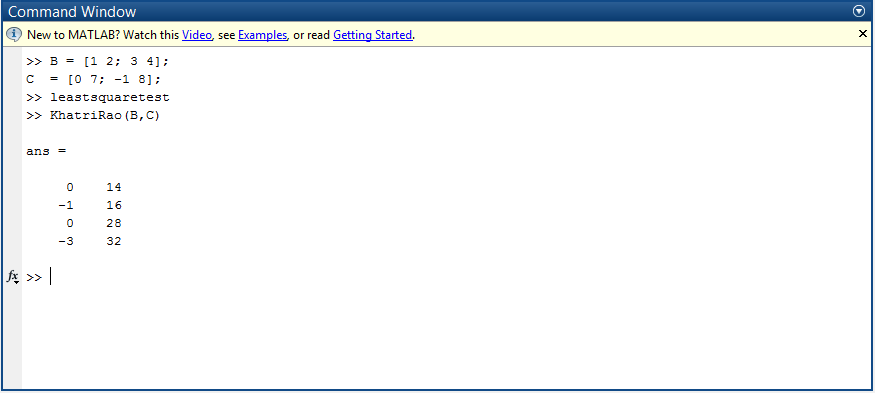 Command Window
New to MATLAB? Watch this Video, see Examples, or read Getting Started.
>> B = [1 2; 3 4];
C  = [0 7; -1 8];
>> leastsquaretest
>> KhatriRao(B,C)
ans =
0    14
-1    16
0    28
-3    32
fx >>